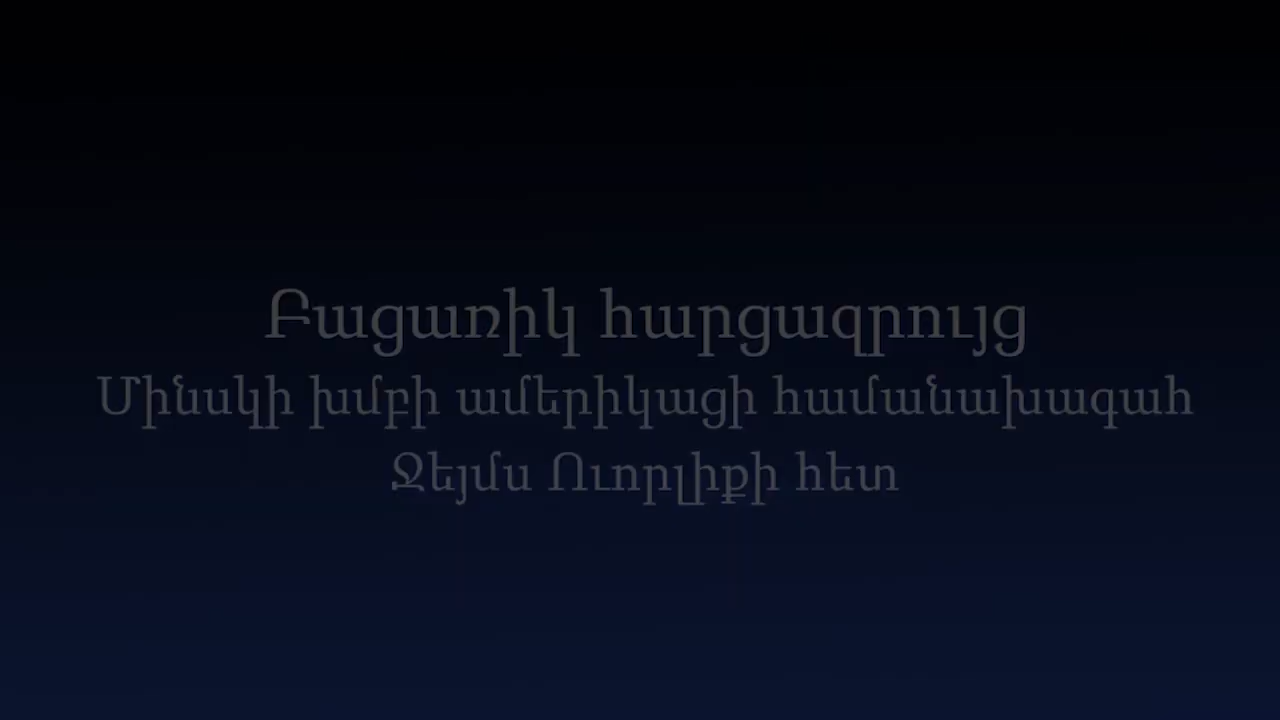 Բացառիկ հարցազրույց
Մինսկի խմբի ամերիկացի համանախագահ
Ջեյմս Ուորլիքի հետ